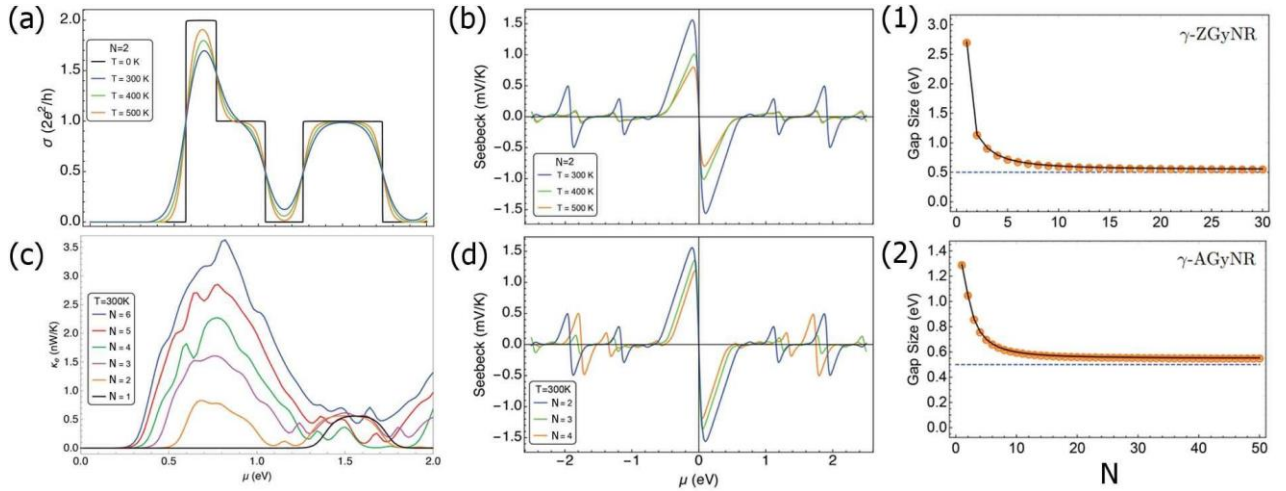 (a)
2.0
1.5
1.0
0.5
0.0
σ (2e²/h)
N=2
T = 0 K
T = 300 K
T = 400 K
T = 500 K
(b)
1.5
1.0
0.5
0.0
−0.5
−1.0
−1.5
Seebeck (mV/K)
N=2
T = 300 K
T = 400 K
T = 500 K
(1)
γ-ZGyNR
3.0
2.5
2.0
1.5
1.0
0.5
0.0
Gap Size (eV)
0 5 10 15 20 25 30
(c)
3.5
3.0
2.5
2.0
1.5
1.0
0.5
0.0
κe (nW/K)
T=300K
N = 6
N = 5
N = 4
N = 3
N = 2
N = 1
0.0 0.5 1.0 1.5 2.0
μ (eV)
(d)
1.5
1.0
0.5
0.0
−0.5
−1.0
−1.5
Seebeck (mV/K)
T=300K
N = 2
N = 3
N = 4
−2 −1 0 1 2
μ (eV)
(2)
γ-AGyNR
1.4
1.2
1.0
0.8
0.6
0.4
0.2
0.0
Gap Size (eV)
0 10 20 30 40 50
N